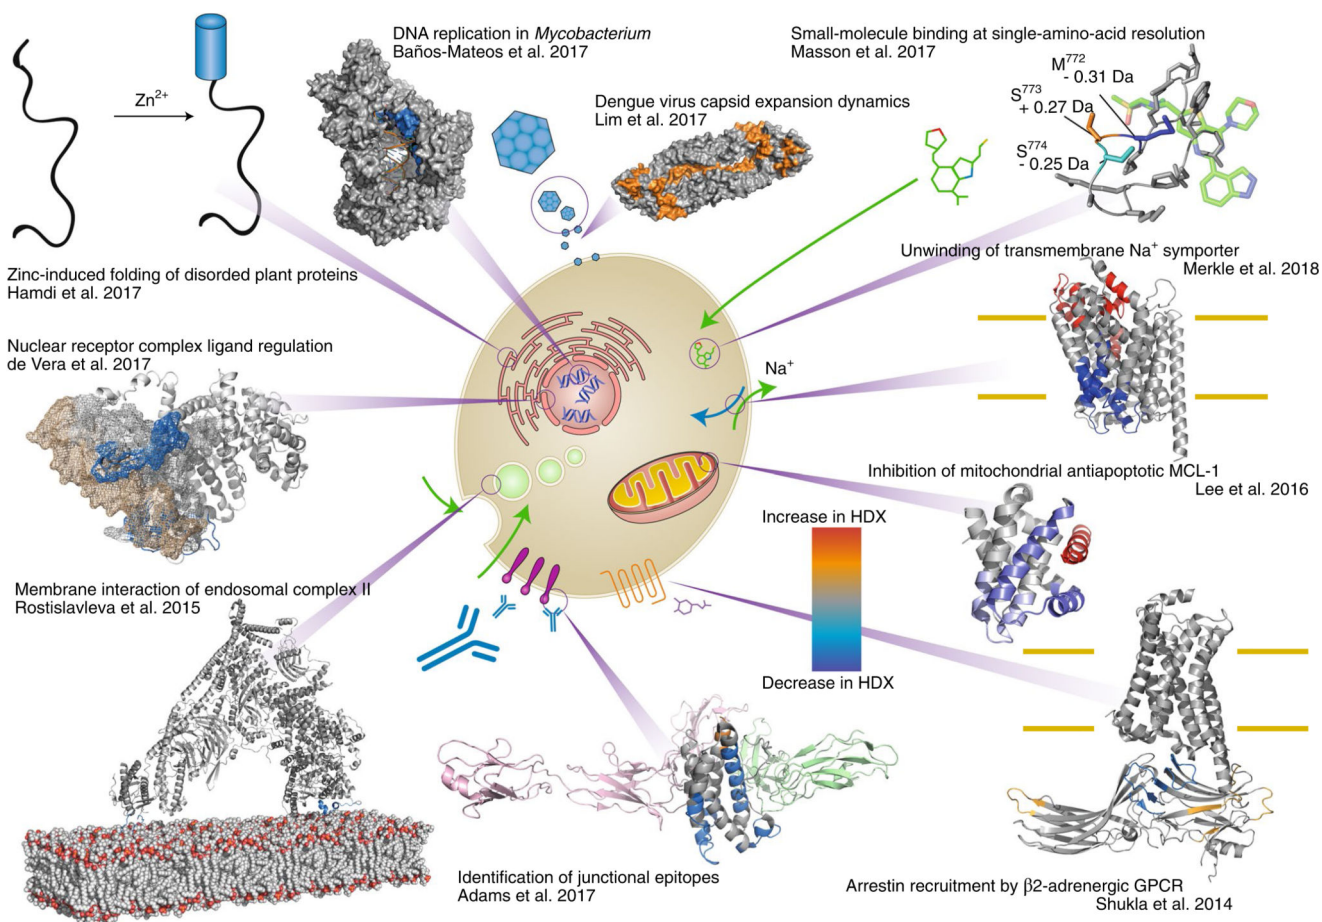 DNA replication in Mycobacterium
Baños-Mateos et al. 2017
Small-molecule binding at single-amino-acid resolution
Masson et al. 2017
M772
- 0.31 Da
S773
+ 0.27 Da
S774
- 0.25 Da
Zn2+
Dengue virus capsid expansion dynamics
Lim et al. 2017
Zinc-induced folding of disorded plant proteins
Hamdi et al. 2017
Unwinding of transmembrane Na+ symporter
Merkle et al. 2018
Nuclear receptor complex ligand regulation
de Vera et al. 2017
Na+
Inhibition of mitochondrial antiapoptotic MCL-1
Lee et al. 2016
Increase in HDX
Decrease in HDX
Membrane interaction of endosomal complex II
Rostislavleva et al. 2015
Identification of junctional epitopes
Adams et al. 2017
Arrestin recruitment by β2-adrenergic GPCR
Shukla et al. 2014